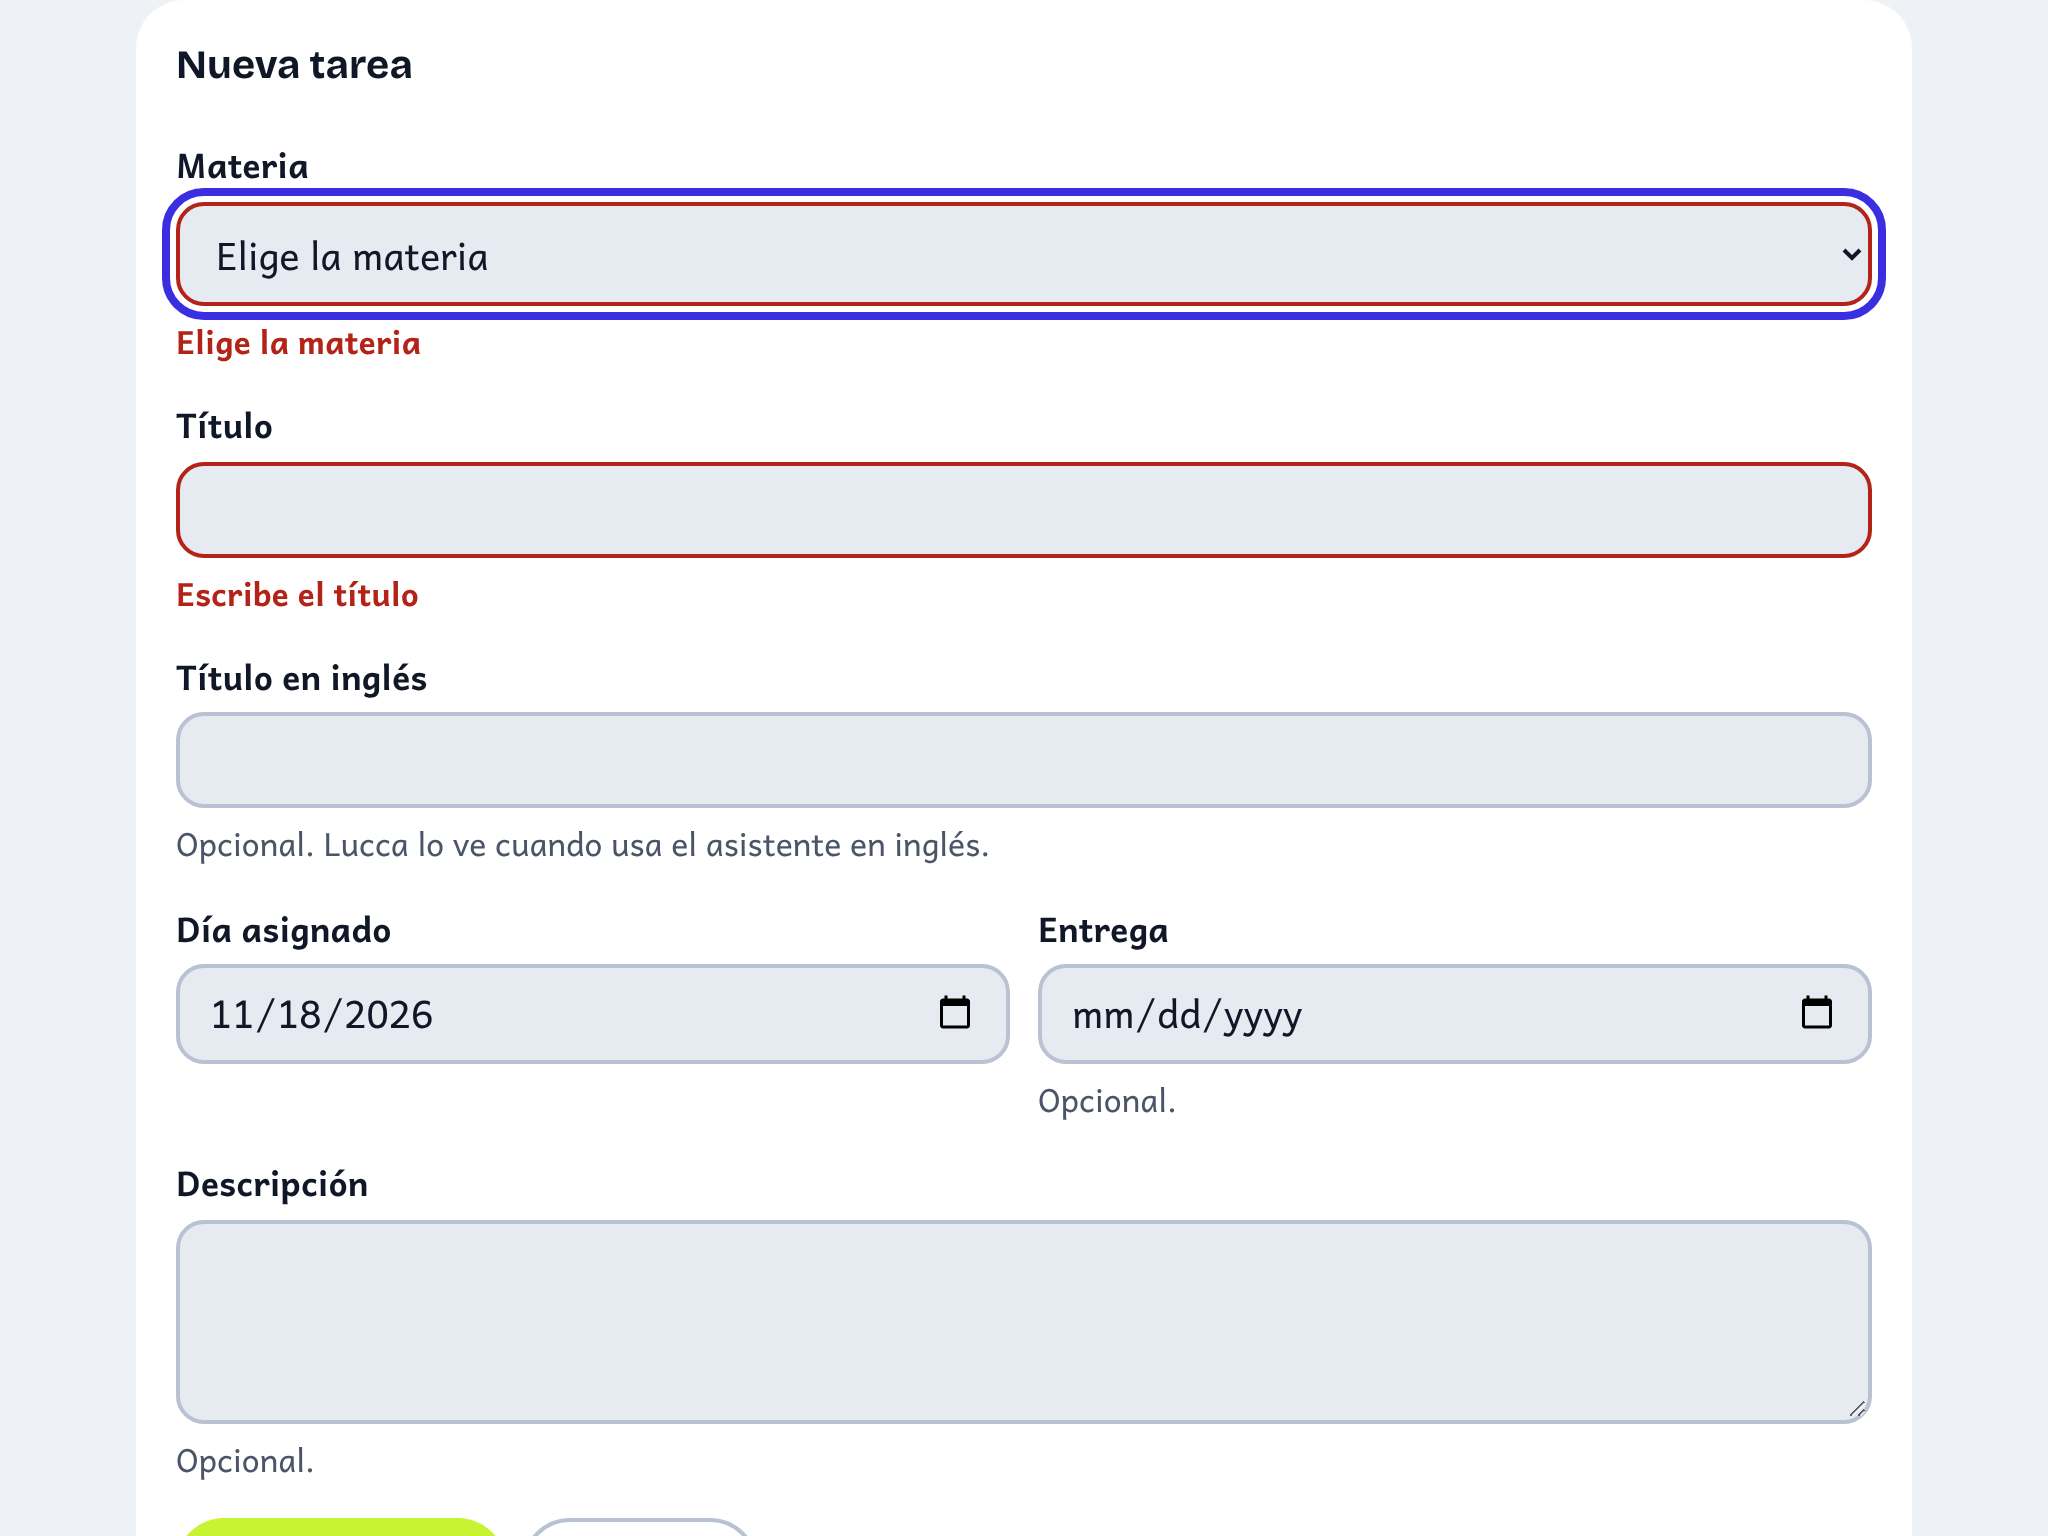 Nueva tarea
Materia
Elige la materia
Elige la materia
Título
Escribe el título
Título en inglés
Opcional. Lucca lo ve cuando usa el asistente en inglés.
Día asignado
Entrega
11/18/2026
mm/dd/yyyy
Opcional.
Descripción
Opcional.